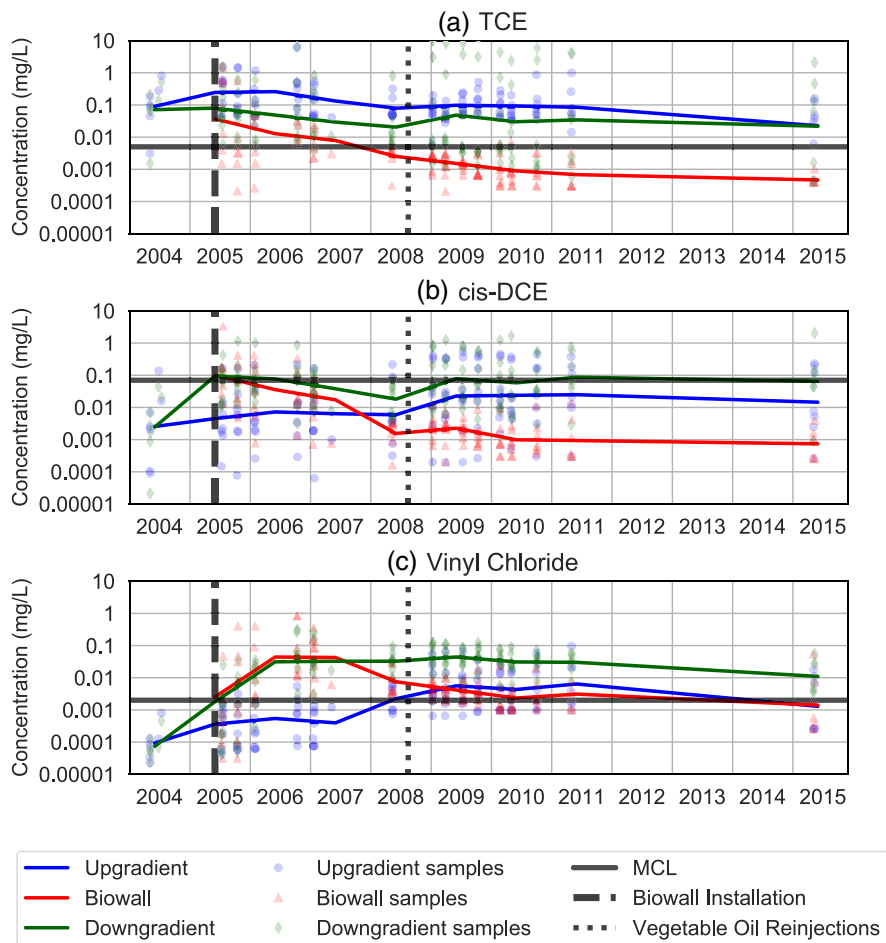 (a) TCE
Concentration (mg/L)
10
1
0.1
0.01
0.001
0.0001
0.00001
2004 2005 2006 2007 2008 2009 2010 2011 2012 2013 2014 2015
(b) cis-DCE
Concentration (mg/L)
10
1
0.1
0.01
0.001
0.0001
0.00001
2004 2005 2006 2007 2008 2009 2010 2011 2012 2013 2014 2015
(c) Vinyl Chloride
Concentration (mg/L)
10
1
0.1
0.01
0.001
0.0001
0.00001
2004 2005 2006 2007 2008 2009 2010 2011 2012 2013 2014 2015
Upgradient Upgradient samples MCL
Biowall Biowall samples Biowall Installation
Downgradient Downgradient samples Vegetable Oil Reinjections